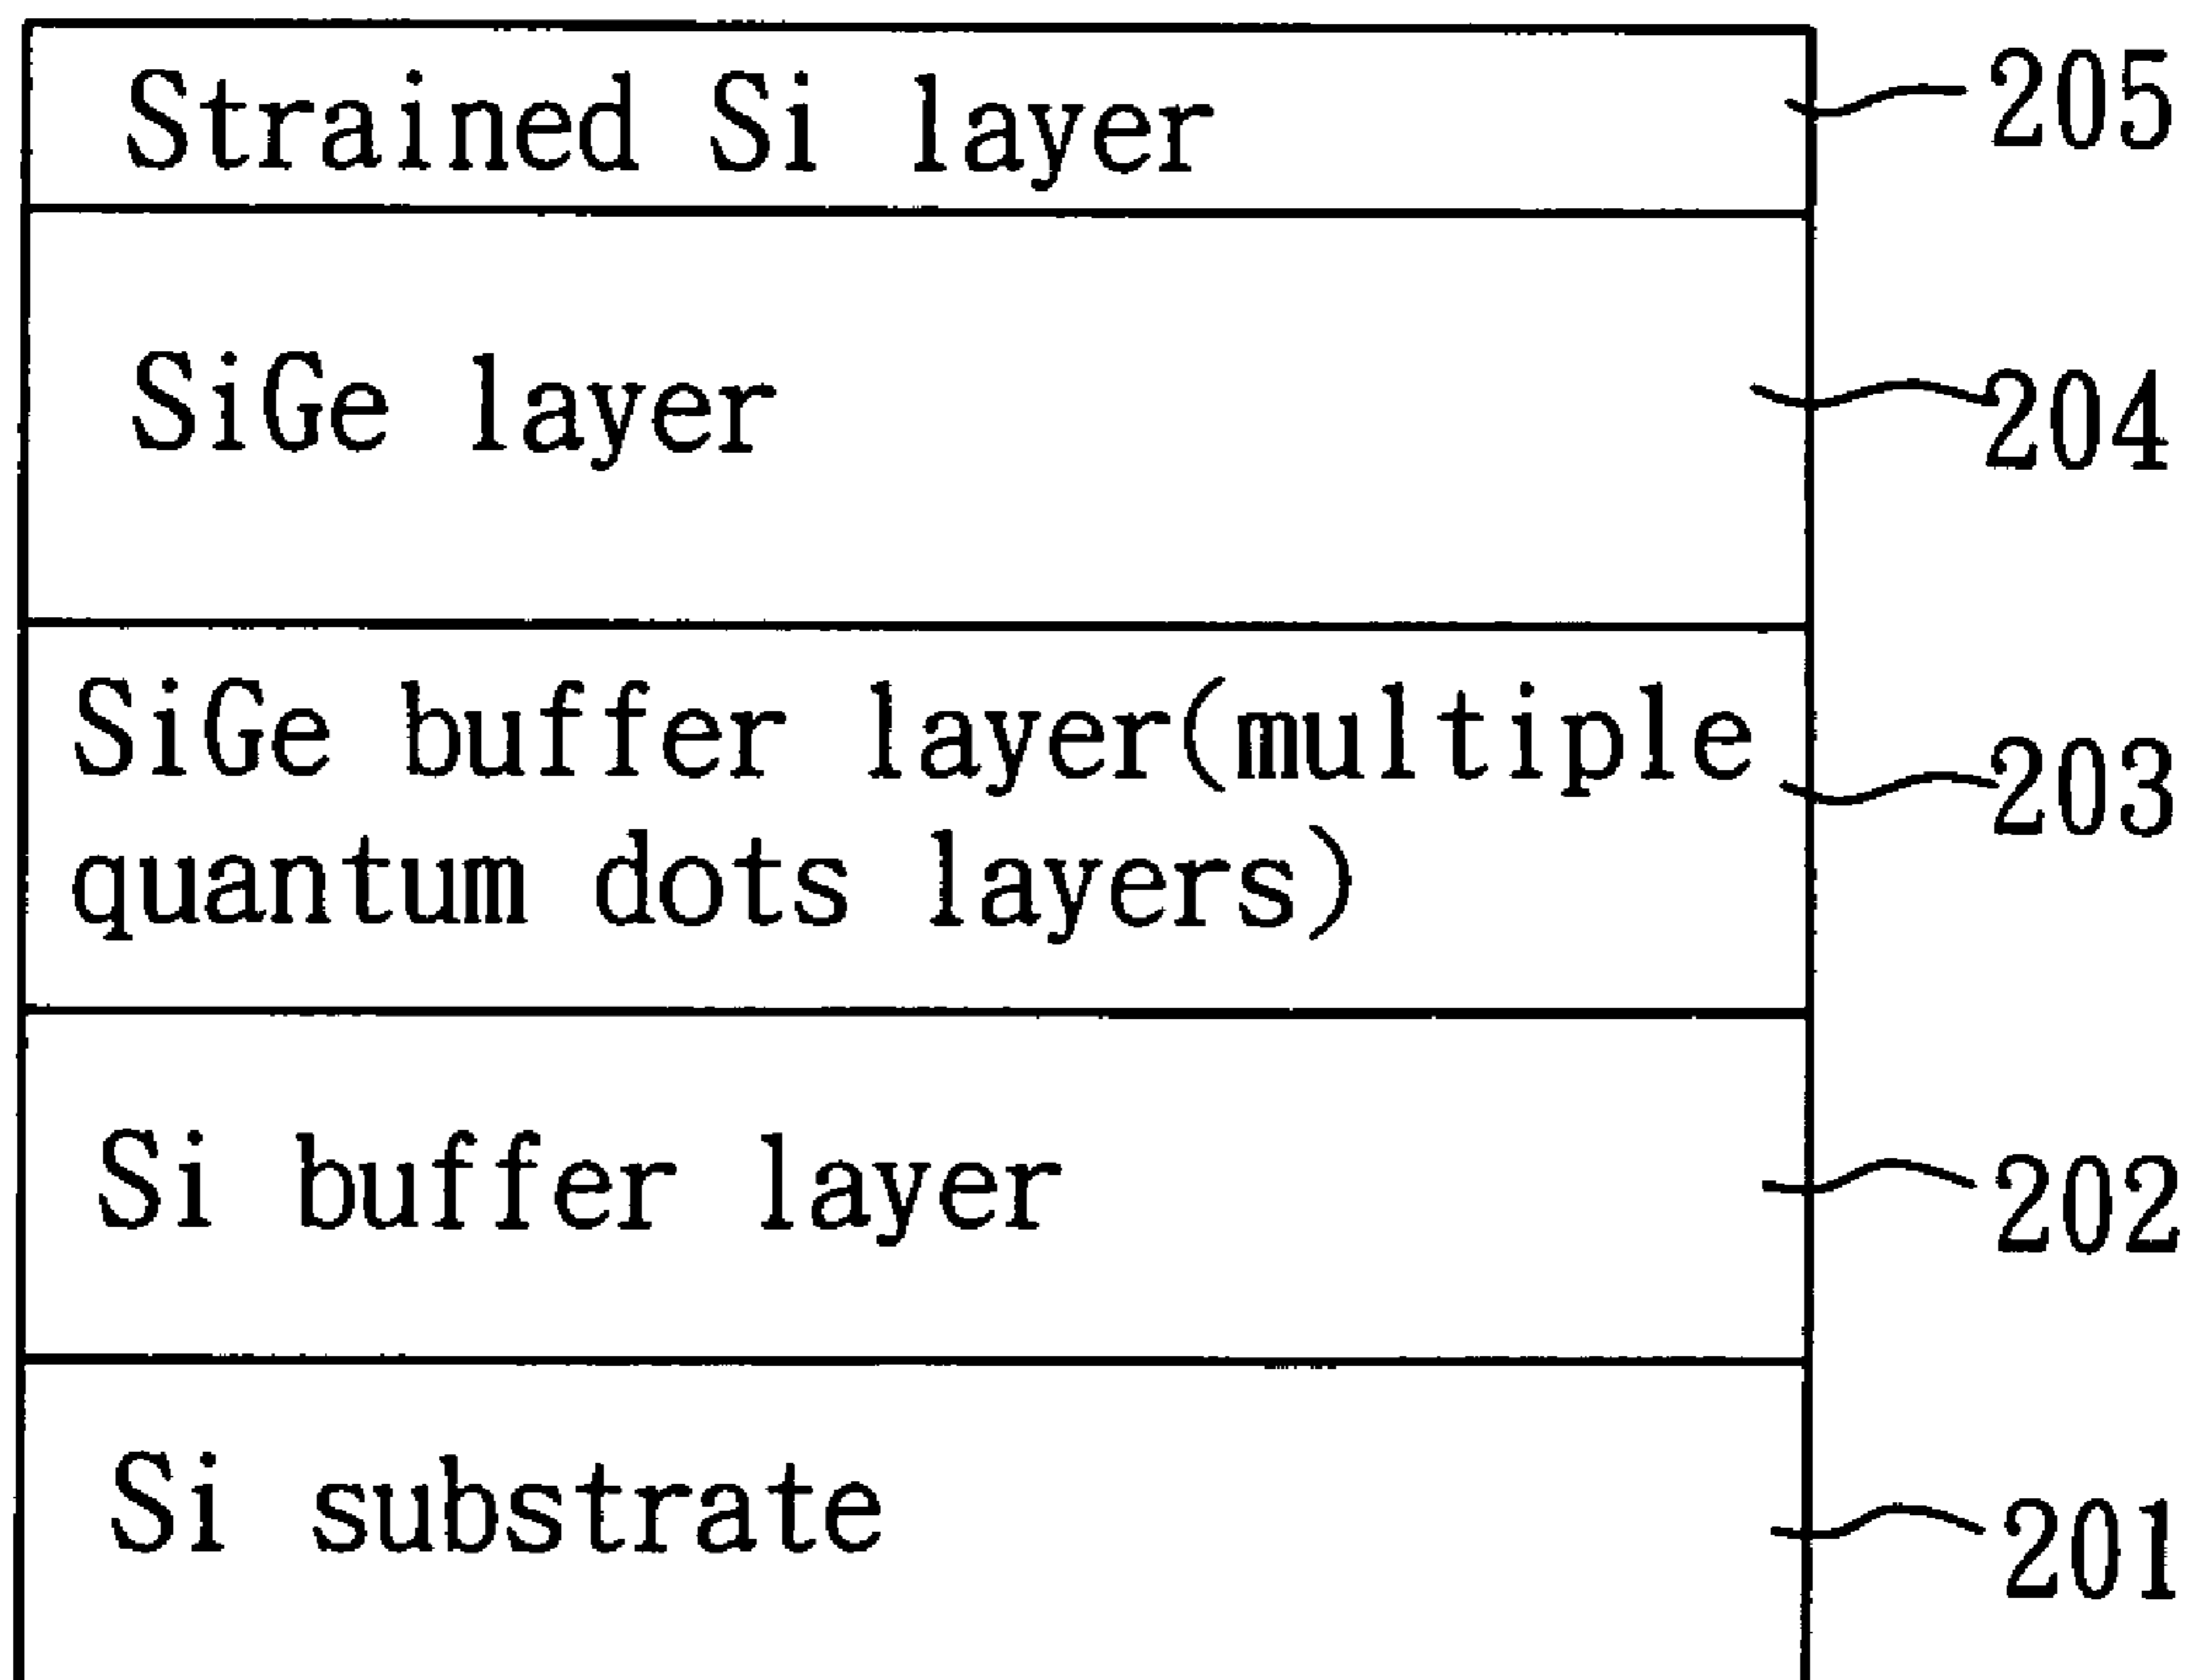 Strained Si layer 205
SiGe layer 204
SiGe buffer layer(multiple
quantum dots layers) 203
Si buffer layer 202
Si substrate 201